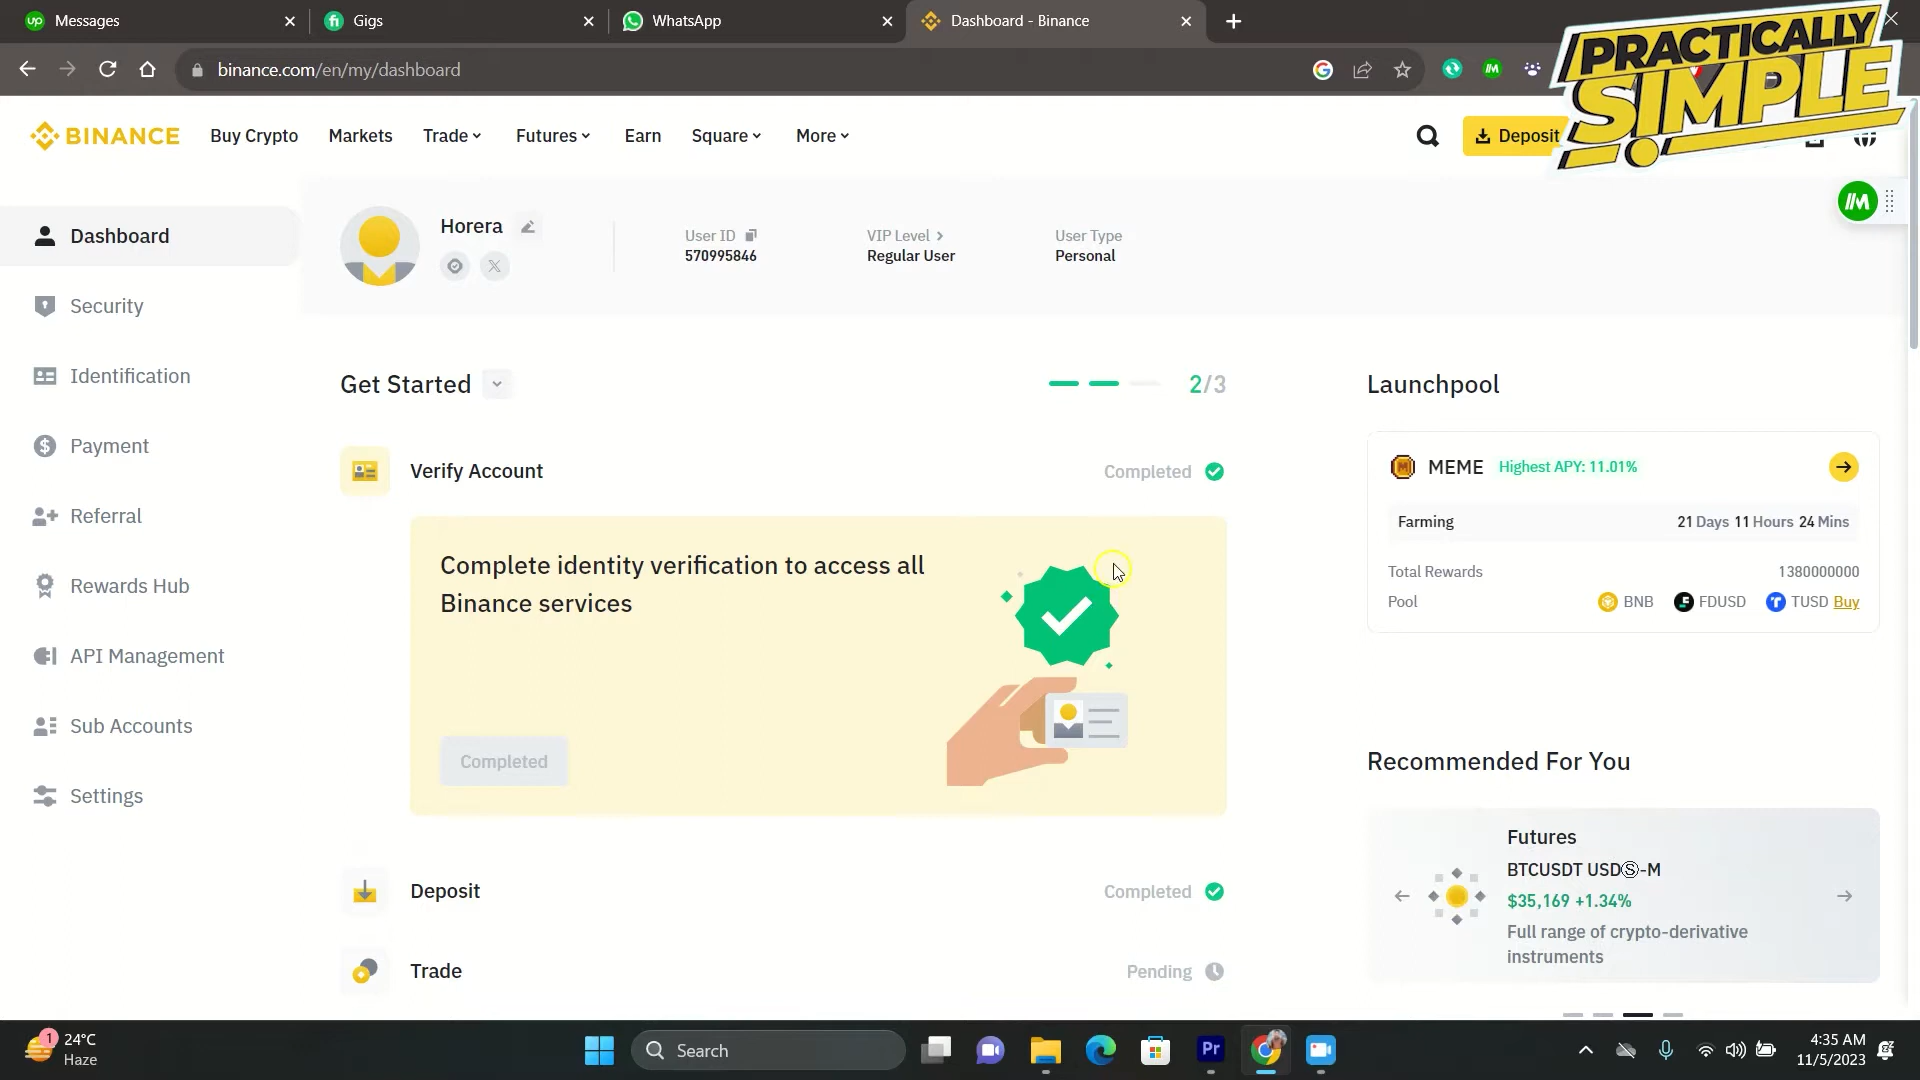 Messages
Gigs
WhatsApp
Dashboard - Binance
binance.com/en/my/dashboard
PRACTICALLY
SIMPLE
BINANCE
Buy Crypto
Markets
Trade
Futures
Earn
Square
More
Deposit
Dashboard
Security
Identification
Payment
Referral
Rewards Hub
API Management
Sub Accounts
Settings
Horera
User ID
570995846
VIP Level
Regular User
User Type
Personal
Get Started
2/3
Verify Account
Completed
Complete identity verification to access all
Binance services
Completed
Deposit
Completed
Trade
Pending
Launchpool
MEME Highest APY: 11.01%
Farming 21 Days 11 Hours 24 Mins
Total Rewards 1380000000
Pool BNB FDUSD TUSD Buy
Recommended For You
Futures
BTCUSDT USDⓈ-M
$35,169 +1.34%
Full range of crypto-derivative
instruments
1
24°C
Haze
Search
Pr
4:35 AM
11/5/2023